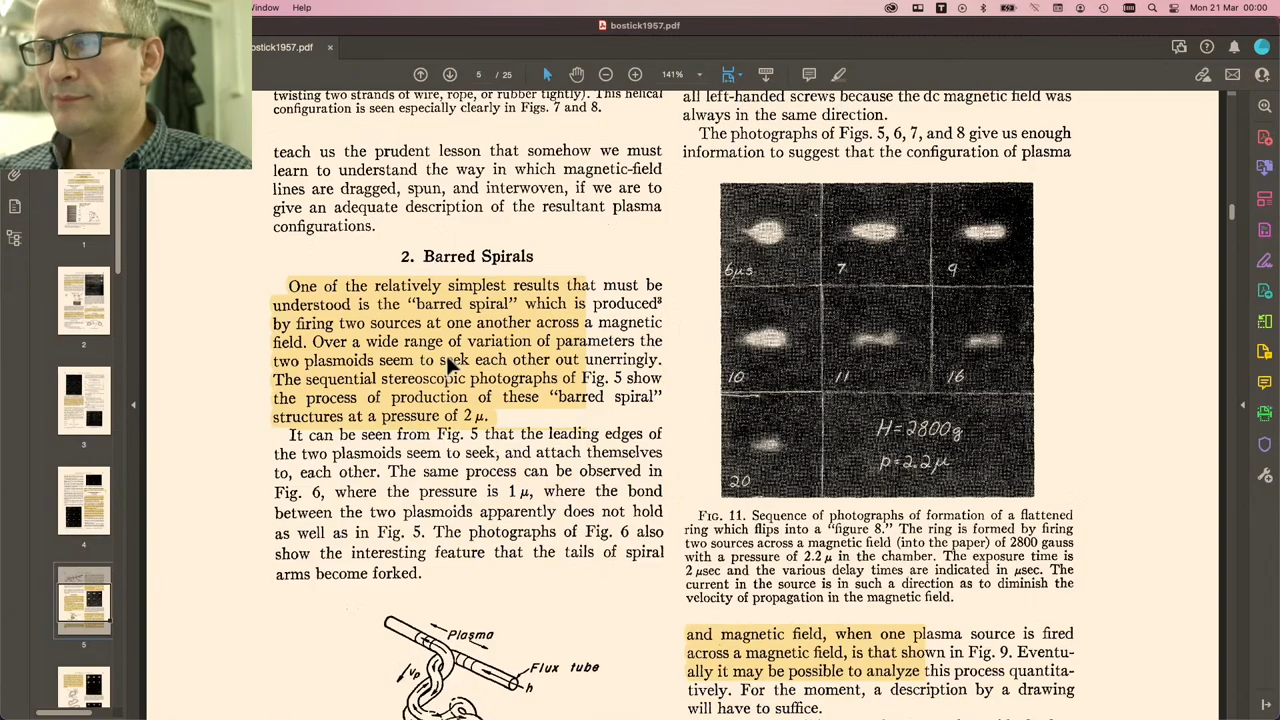 Window
Help
Mon 21 Mar 00:00
bostick1957.pdf
ostick1957.pdf
5 / 25
141%
twisting two strands of wire, rope, or rubber tightly). This helical
configuration is seen especially clearly in Figs. 7 and 8.
teach us the prudent lesson that somehow we must
learn to understand the way in which magnetic-field
lines are dragged, spun, and interwoven, if we are to
give an adequate description of the resultant plasma
configurations.
2. Barred Spirals
One of the relatively simplest results that must be
understood is the “barred spiral” which is produced³
by firing two sources at one another across a magnetic
field. Over a wide range of variation of parameters the
two plasmoids seem to seek each other out unerringly.
The sequential stereoscopic photographs of Fig. 5 show
the process of production of these “barred spiral”
structures at a pressure of 2 μ.
It can be seen from Fig. 5 that the leading edges of
the two plasmoids seem to seek, and attach themselves
to, each other. The same process can be observed in
Fig. 6, where the pressure is 1 μ, where the bond
between the two plasmoids apparently does not hold
as well as in Fig. 5. The photographs of Fig. 6 also
show the interesting feature that the tails of spiral
arms become forked.
Plasma
Flux tube
h
Vp
all left-handed screws because the dc magnetic field was
always in the same direction.
The photographs of Figs. 5, 6, 7, and 8 give us enough
information to suggest that the configuration of plasma
6μs
7
10
11
20
H=2800g
p=2.2μ
FIG. 11. Series of photographs of formation of a flattened
ring which flips into a “figure 8.” The ring is formed by firing
two sources across a magnetic field (into the paper) of 2800 gauss
with a pressure of 2.2 μ in the chamber. The exposure time is
2 μsec and the various delay times are indicated in μsec. The
current in the source is in such a direction as to diminish the
velocity of propagation in the magnetic field.
and magnetic field, when one plasma source is fired
across a magnetic field, is that shown in Fig. 9. Eventu-
ally it may be possible to analyze this process quantita-
tively. For the moment, a description by a drawing
will have to suffice.
1
2
3
4
5